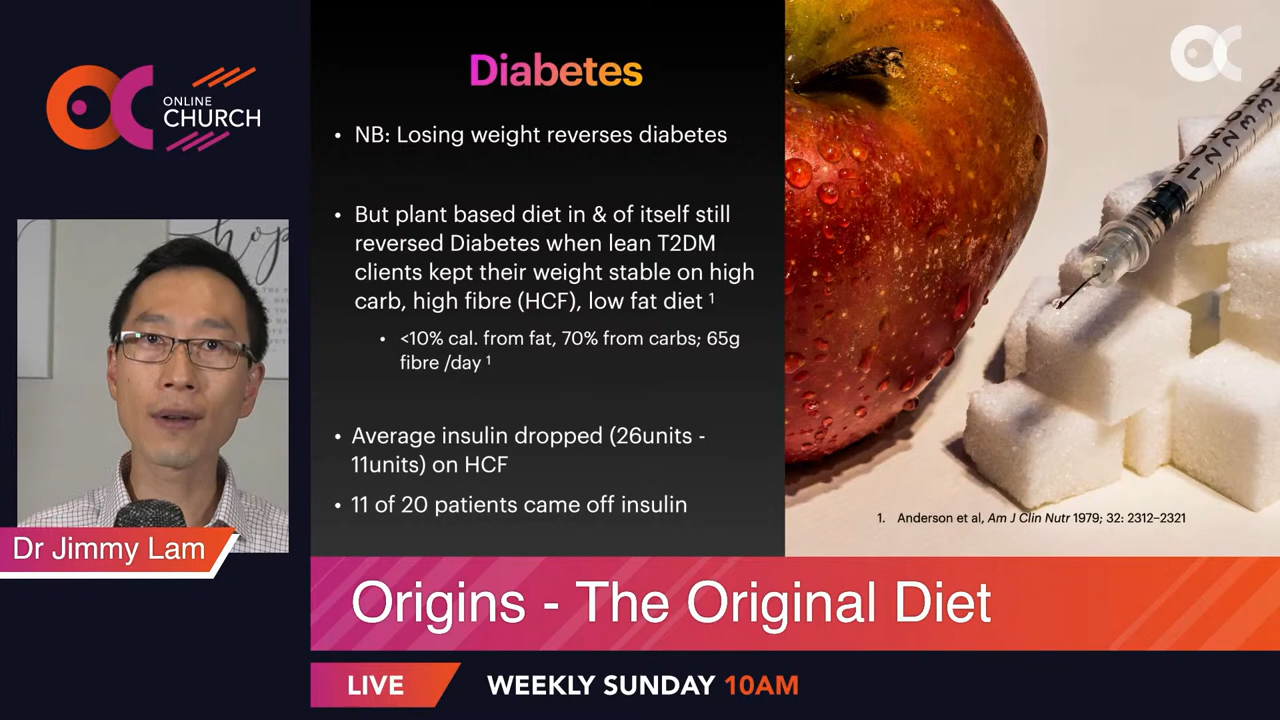 ONLINE
CHURCH
Diabetes
• NB: Losing weight reverses diabetes
• But plant based diet in & of itself still
reversed Diabetes when lean T2DM
clients kept their weight stable on high
carb, high fibre (HCF), low fat diet ¹
• <10% cal. from fat, 70% from carbs; 65g
fibre /day ¹
• Average insulin dropped (26units -
11units) on HCF
• 11 of 20 patients came off insulin
1. Anderson et al, Am J Clin Nutr 1979; 32: 2312–2321
hope
Dr Jimmy Lam
Origins - The Original Diet
LIVE
WEEKLY SUNDAY 10AM